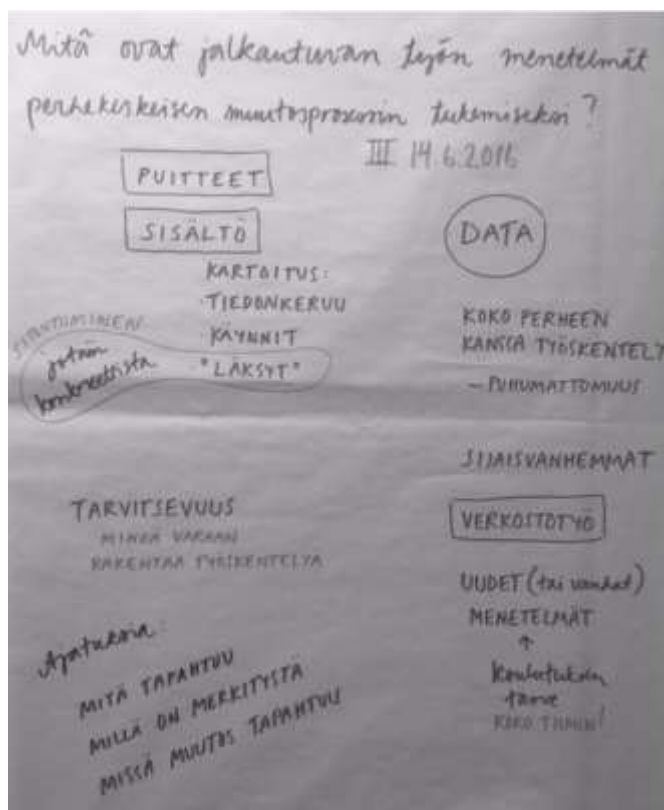 Mitä ovat jalkautuvan työn menetelmät
perhekeskeisen muutosprosessin tukemiseksi?
III 14.6.2016
PUITTEET
SISÄLTÖ
KARTOITUS:
·TIEDONKERUU
·KÄYNNIT
"LÄKSYT"
jotain
konkreettista
TARVITSEVUUS
MINKÄ VARAAN
RAKENTAA TYÖSKENTELYÄ
Ajatuksia:
MITÄ TAPAHTUU
MILLÄ ON MERKITYSTÄ
MISSÄ MUUTOS TAPAHTUU
DATA
KOKO PERHEEN
KANSSA TYÖSKENTELY
– PUHUMATTOMUUS
SIJAISVANHEMMAT
VERKOSTOTYÖ
UUDET (tai vanhat)
MENETELMÄT
↑
Koulutuksen
tarve
KOKO TIIMIN!